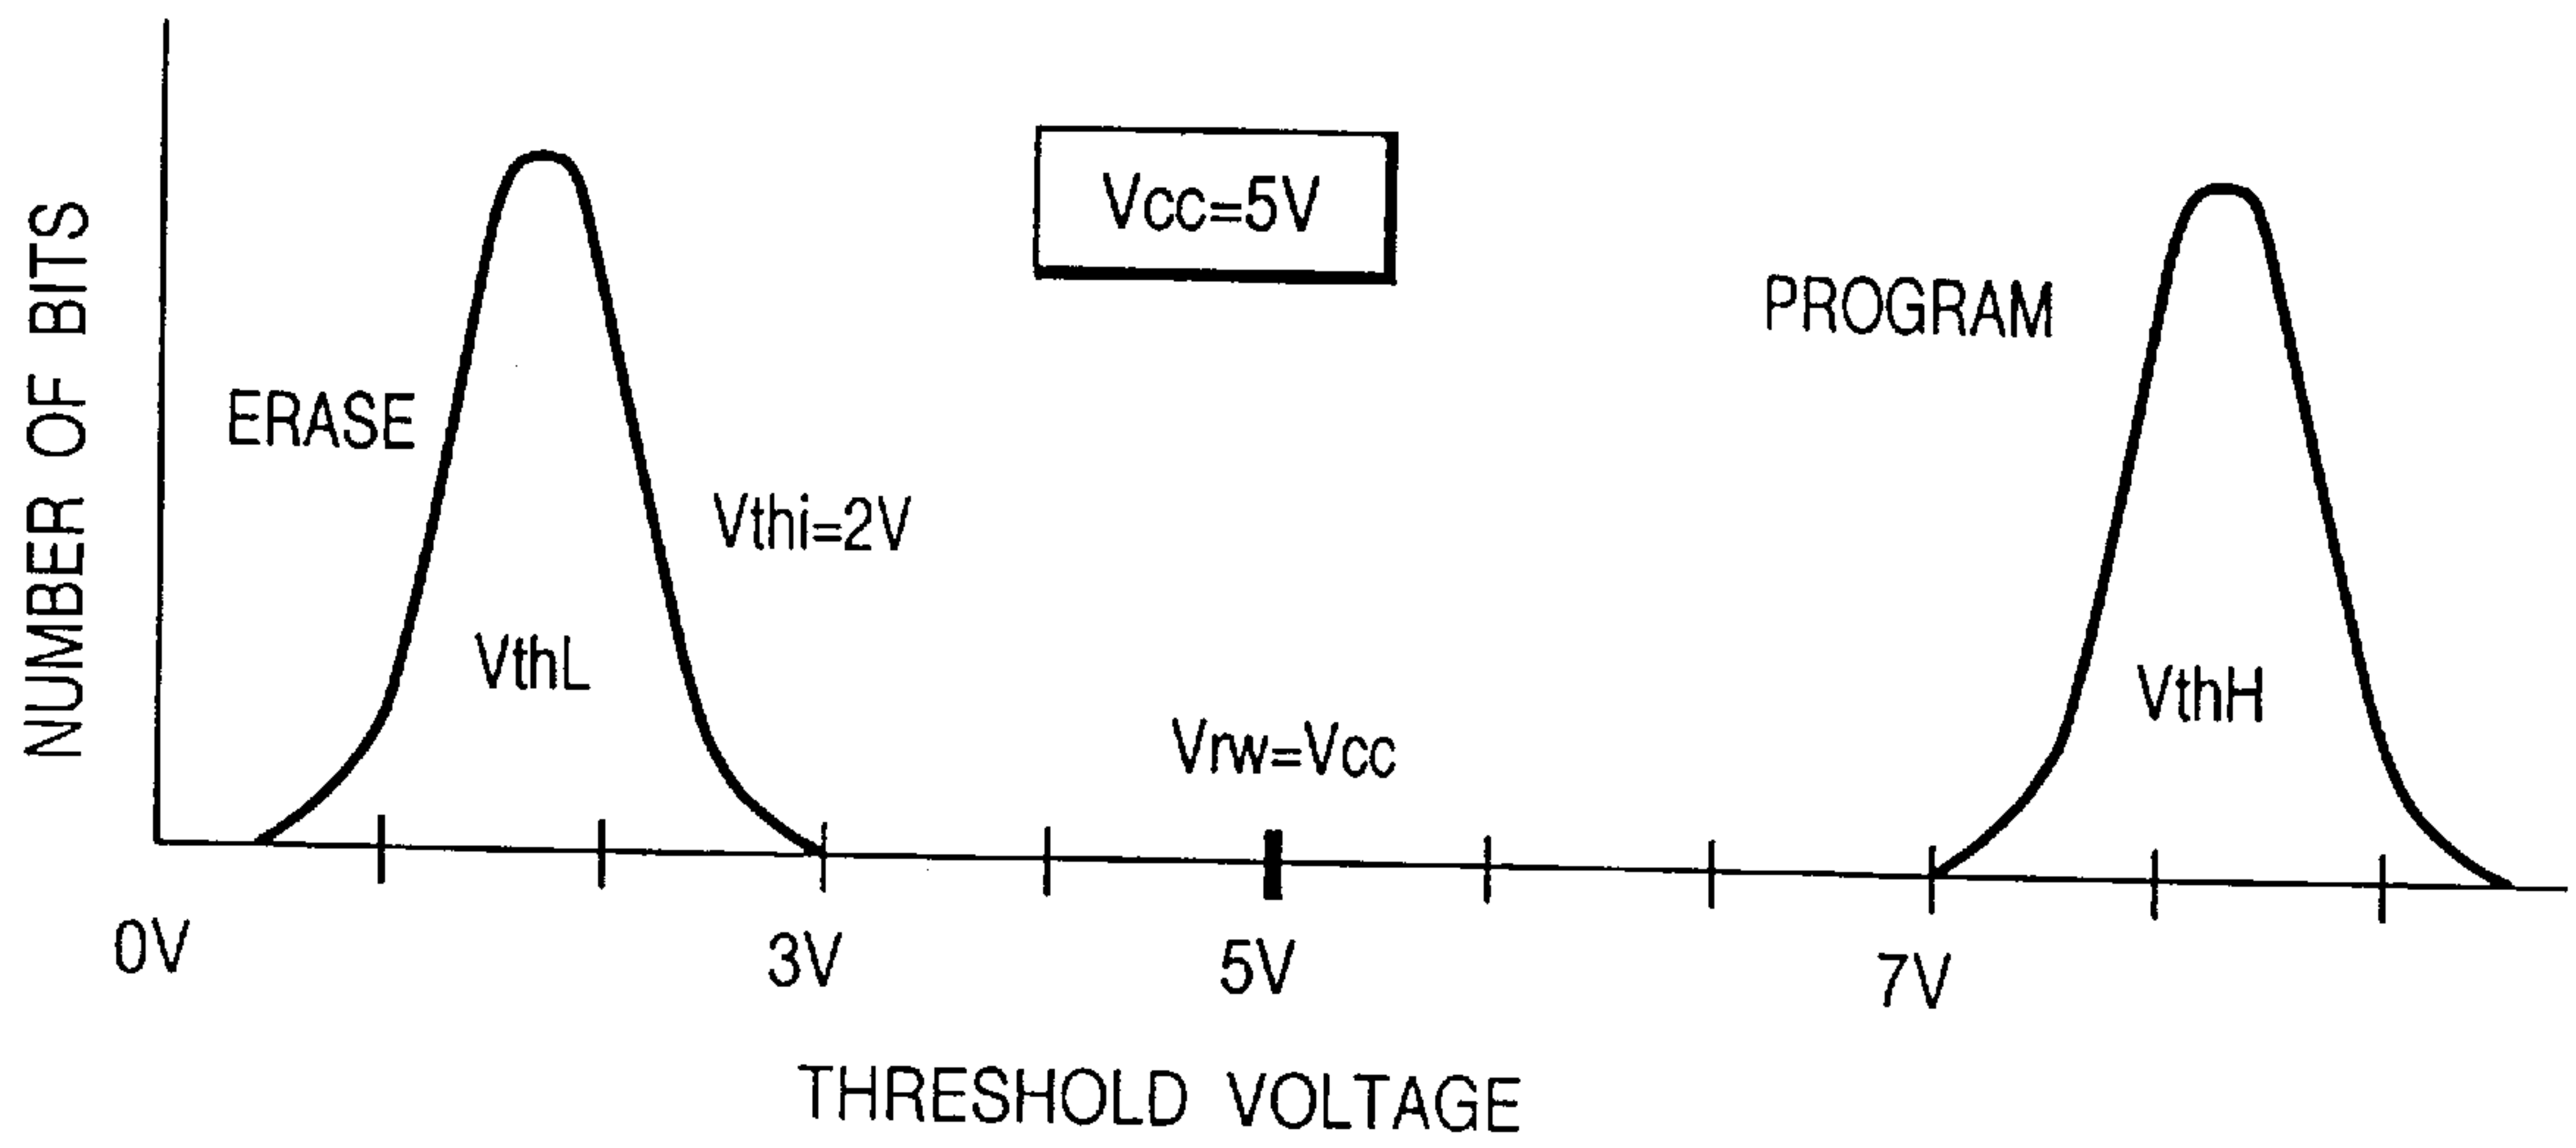 NUMBER OF BITS
Vcc=5V
PROGRAM
ERASE
Vthi=2V
VthL
VthH
Vrw=Vcc
0V
3V
5V
7V
THRESHOLD VOLTAGE